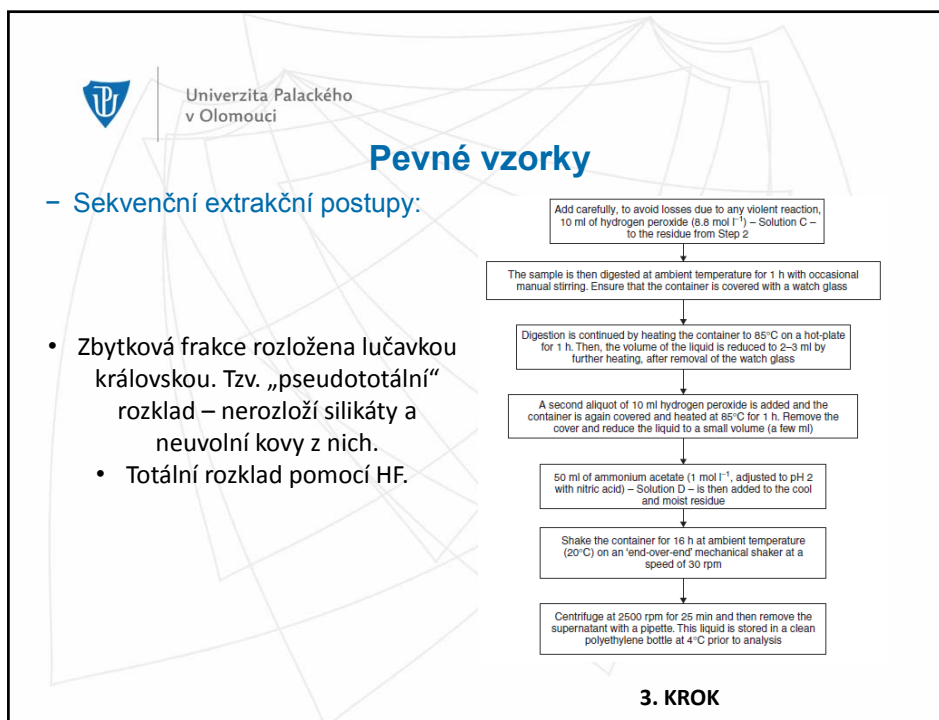 Univerzita Palackého
v Olomouci
Pevné vzorky
− Sekvenční extrakční postupy:
• Zbytková frakce rozložena lučavkou
královskou. Tzv. „pseudototální“
rozklad – nerozloží silikáty a
neuvolní kovy z nich.
• Totální rozklad pomocí HF.
Add carefully, to avoid losses due to any violent reaction,
10 ml of hydrogen peroxide (8.8 mol l⁻¹) – Solution C –
to the residue from Step 2
The sample is then digested at ambient temperature for 1 h with occasional
manual stirring. Ensure that the container is covered with a watch glass
Digestion is continued by heating the container to 85°C on a hot-plate
for 1 h. Then, the volume of the liquid is reduced to 2–3 ml by
further heating, after removal of the watch glass
A second aliquot of 10 ml hydrogen peroxide is added and the
container is again covered and heated at 85°C for 1 h. Remove the
cover and reduce the liquid to a small volume (a few ml)
50 ml of ammonium acetate (1 mol l⁻¹, adjusted to pH 2
with nitric acid) – Solution D – is then added to the cool
and moist residue
Shake the container for 16 h at ambient temperature
(20°C) on an ‘end-over-end’ mechanical shaker at a
speed of 30 rpm
Centrifuge at 2500 rpm for 25 min and then remove the
supernatant with a pipette. This liquid is stored in a clean
polyethylene bottle at 4°C prior to analysis
3. KROK